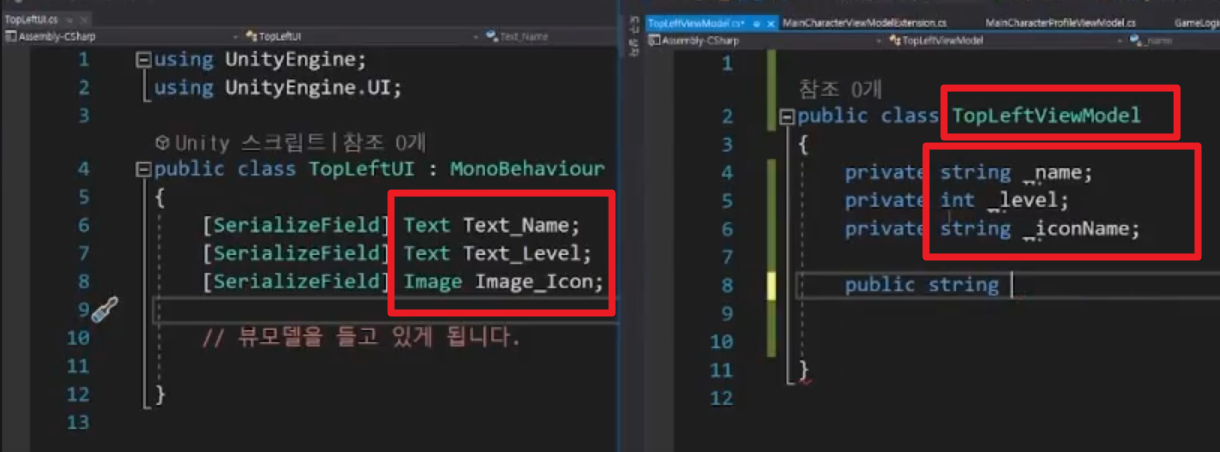 TopLeftUI.cs
Assembly-CSharp
TopLeftUI
Text_Name
1 using UnityEngine;
2 using UnityEngine.UI;
3
Unity 스크립트|참조 0개
4 public class TopLeftUI : MonoBehaviour
5 {
6 [SerializeField] Text Text_Name;
7 [SerializeField] Text Text_Level;
8 [SerializeField] Image Image_Icon;
9
10 // 뷰모델을 들고 있게 됩니다.
11
12 }
13
TopLeftViewModel.cs*
MainCharacterViewModelExtension.cs
MainCharacterProfileViewModel.cs
GameLogi
Assembly-CSharp
TopLeftViewModel
_name
1
참조 0개
2 public class TopLeftViewModel
3 {
4 private string _name;
5 private int _level;
6 private string _iconName;
7
8 public string
9
10
11 }
12